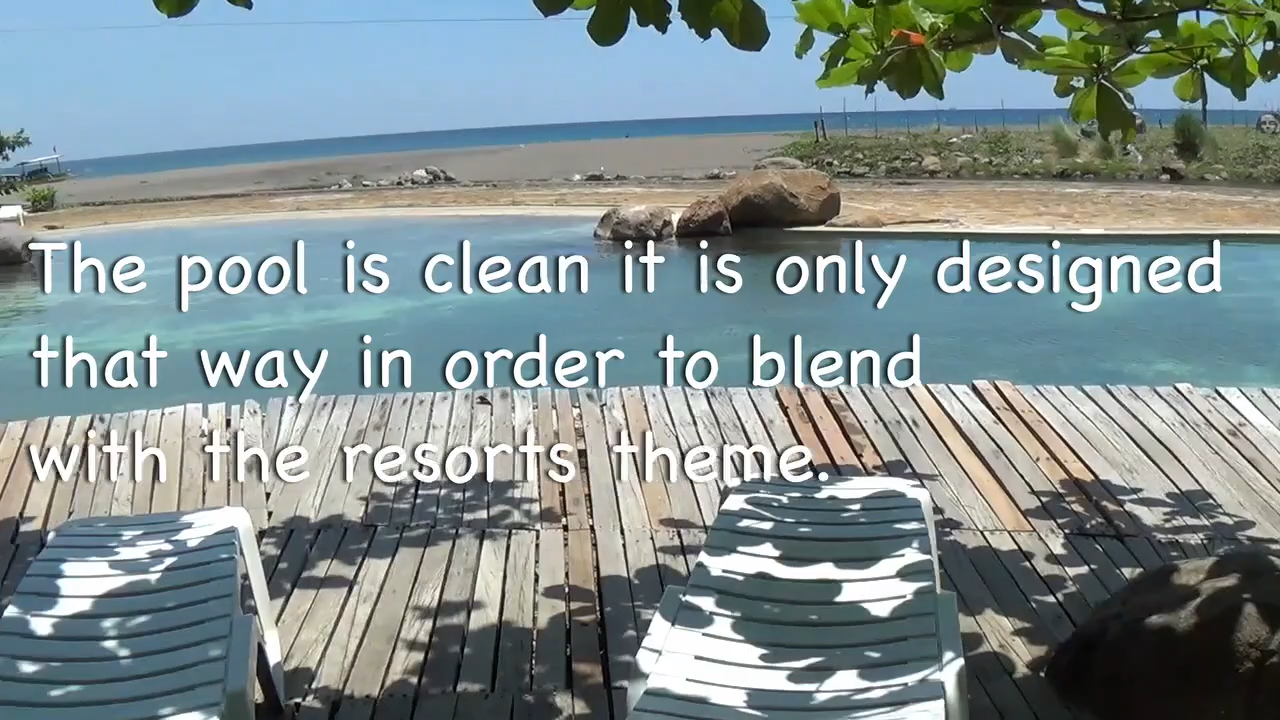 The pool is clean it is only designed
that way in order to blend
with the resorts theme.